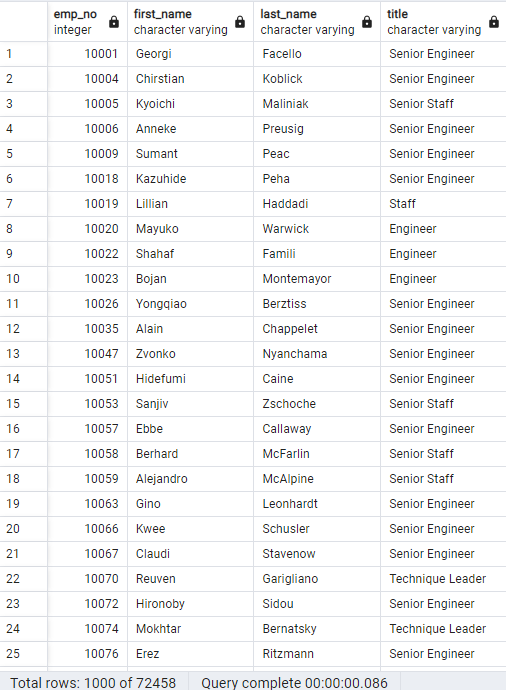 emp_no first_name last_name title
integer character varying character varying character varying
1 10001 Georgi Facello Senior Engineer
2 10004 Chirstian Koblick Senior Engineer
3 10005 Kyoichi Maliniak Senior Staff
4 10006 Anneke Preusig Senior Engineer
5 10009 Sumant Peac Senior Engineer
6 10018 Kazuhide Peha Senior Engineer
7 10019 Lillian Haddadi Staff
8 10020 Mayuko Warwick Engineer
9 10022 Shahaf Famili Engineer
10 10023 Bojan Montemayor Engineer
11 10026 Yongqiao Berztiss Senior Engineer
12 10035 Alain Chappelet Senior Engineer
13 10047 Zvonko Nyanchama Senior Engineer
14 10051 Hidefumi Caine Senior Engineer
15 10053 Sanjiv Zschoche Senior Staff
16 10057 Ebbe Callaway Senior Engineer
17 10058 Berhard McFarlin Senior Staff
18 10059 Alejandro McAlpine Senior Staff
19 10063 Gino Leonhardt Senior Engineer
20 10066 Kwee Schusler Senior Engineer
21 10067 Claudi Stavenow Senior Engineer
22 10070 Reuven Garigliano Technique Leader
23 10072 Hironoby Sidou Senior Engineer
24 10074 Mokhtar Bernatsky Technique Leader
25 10076 Erez Ritzmann Senior Engineer
Total rows: 1000 of 72458 Query complete 00:00:00.086